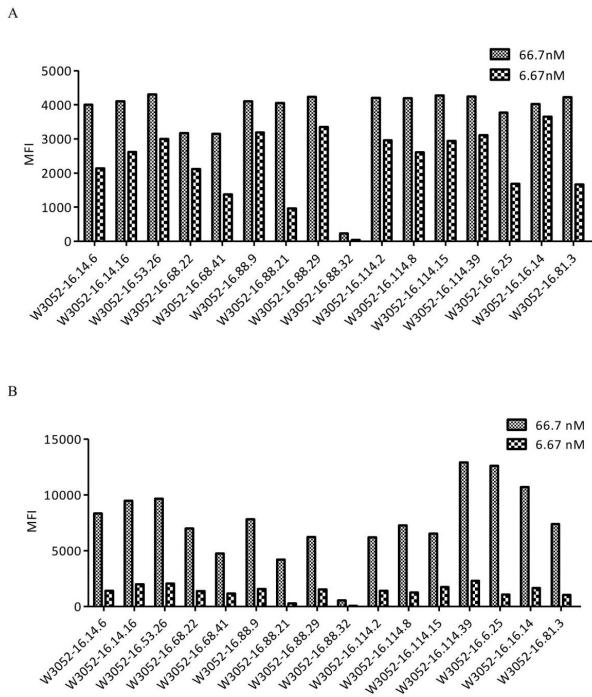 A
66.7nM
6.67nM
5000
4000
3000
2000
1000
0
MFI
W3052-16.14.6
W3052-16.14.16
W3052-16.53.26
W3052-16.68.22
W3052-16.68.41
W3052-16.88.9
W3052-16.88.21
W3052-16.88.29
W3052-16.88.32
W3052-16.114.2
W3052-16.114.8
W3052-16.114.15
W3052-16.114.39
W3052-16.6.25
W3052-16.16.14
W3052-16.81.3
B
66.7 nM
6.67 nM
15000
10000
5000
0
MFI
W3052-16.14.6
W3052-16.14.16
W3052-16.53.26
W3052-16.68.22
W3052-16.68.41
W3052-16.88.9
W3052-16.88.21
W3052-16.88.29
W3052-16.88.32
W3052-16.114.2
W3052-16.114.8
W3052-16.114.15
W3052-16.114.39
W3052-16.6.25
W3052-16.16.14
W3052-16.81.3